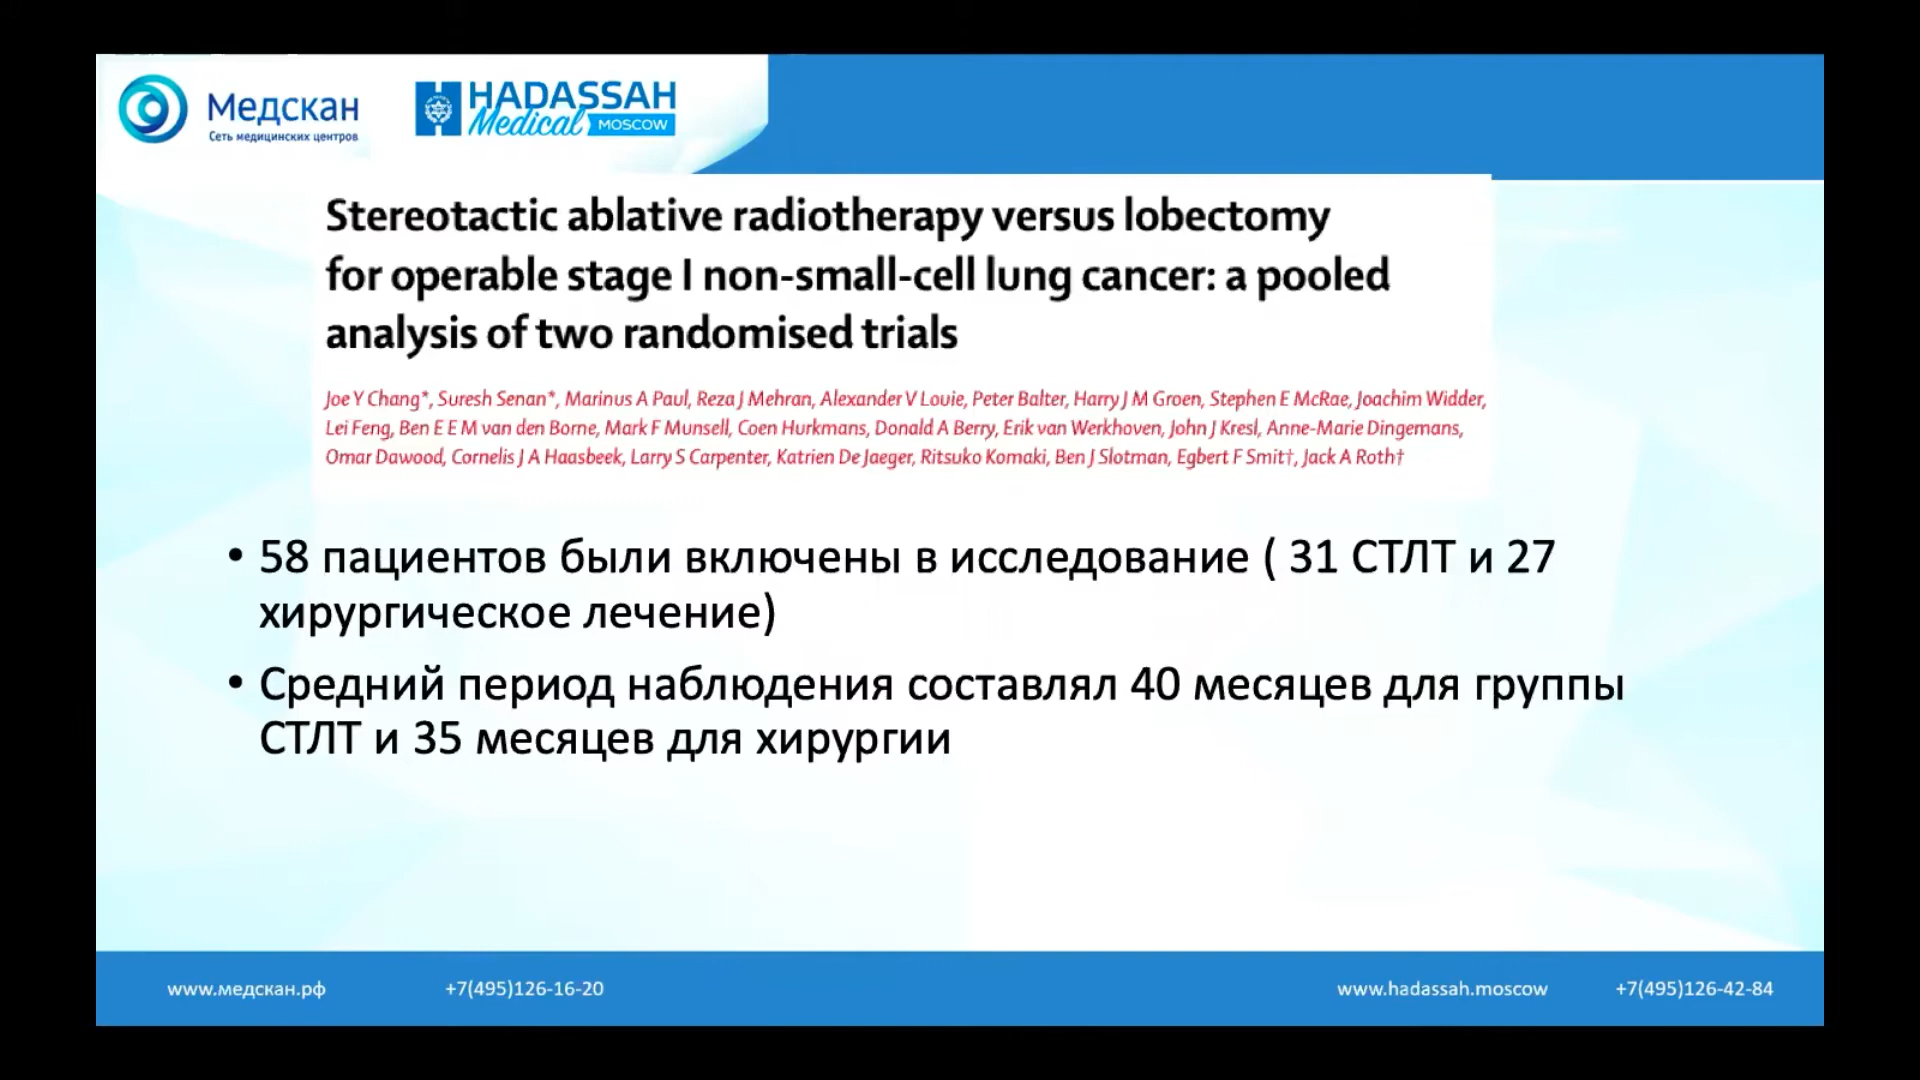 Медскан
Сеть медицинских центров
HADASSAH
Medical MOSCOW
Stereotactic ablative radiotherapy versus lobectomy
for operable stage I non-small-cell lung cancer: a pooled
analysis of two randomised trials
Joe Y Chang*, Suresh Senan*, Marinus A Paul, Reza J Mehran, Alexander V Louie, Peter Balter, Harry J M Groen, Stephen E McRae, Joachim Widder,
Lei Feng, Ben E E M van den Borne, Mark F Munsell, Coen Hurkmans, Donald A Berry, Erik van Werkhoven, John J Kresl, Anne-Marie Dingemans,
Omar Dawood, Cornelis J A Haasbeek, Larry S Carpenter, Katrien De Jaeger, Ritsuko Komaki, Ben J Slotman, Egbert F Smit†, Jack A Roth†
• 58 пациентов были включены в исследование ( 31 СТЛТ и 27
хирургическое лечение)
• Средний период наблюдения составлял 40 месяцев для группы
СТЛТ и 35 месяцев для хирургии
www.медскан.рф +7(495)126-16-20 www.hadassah.moscow +7(495)126-42-84